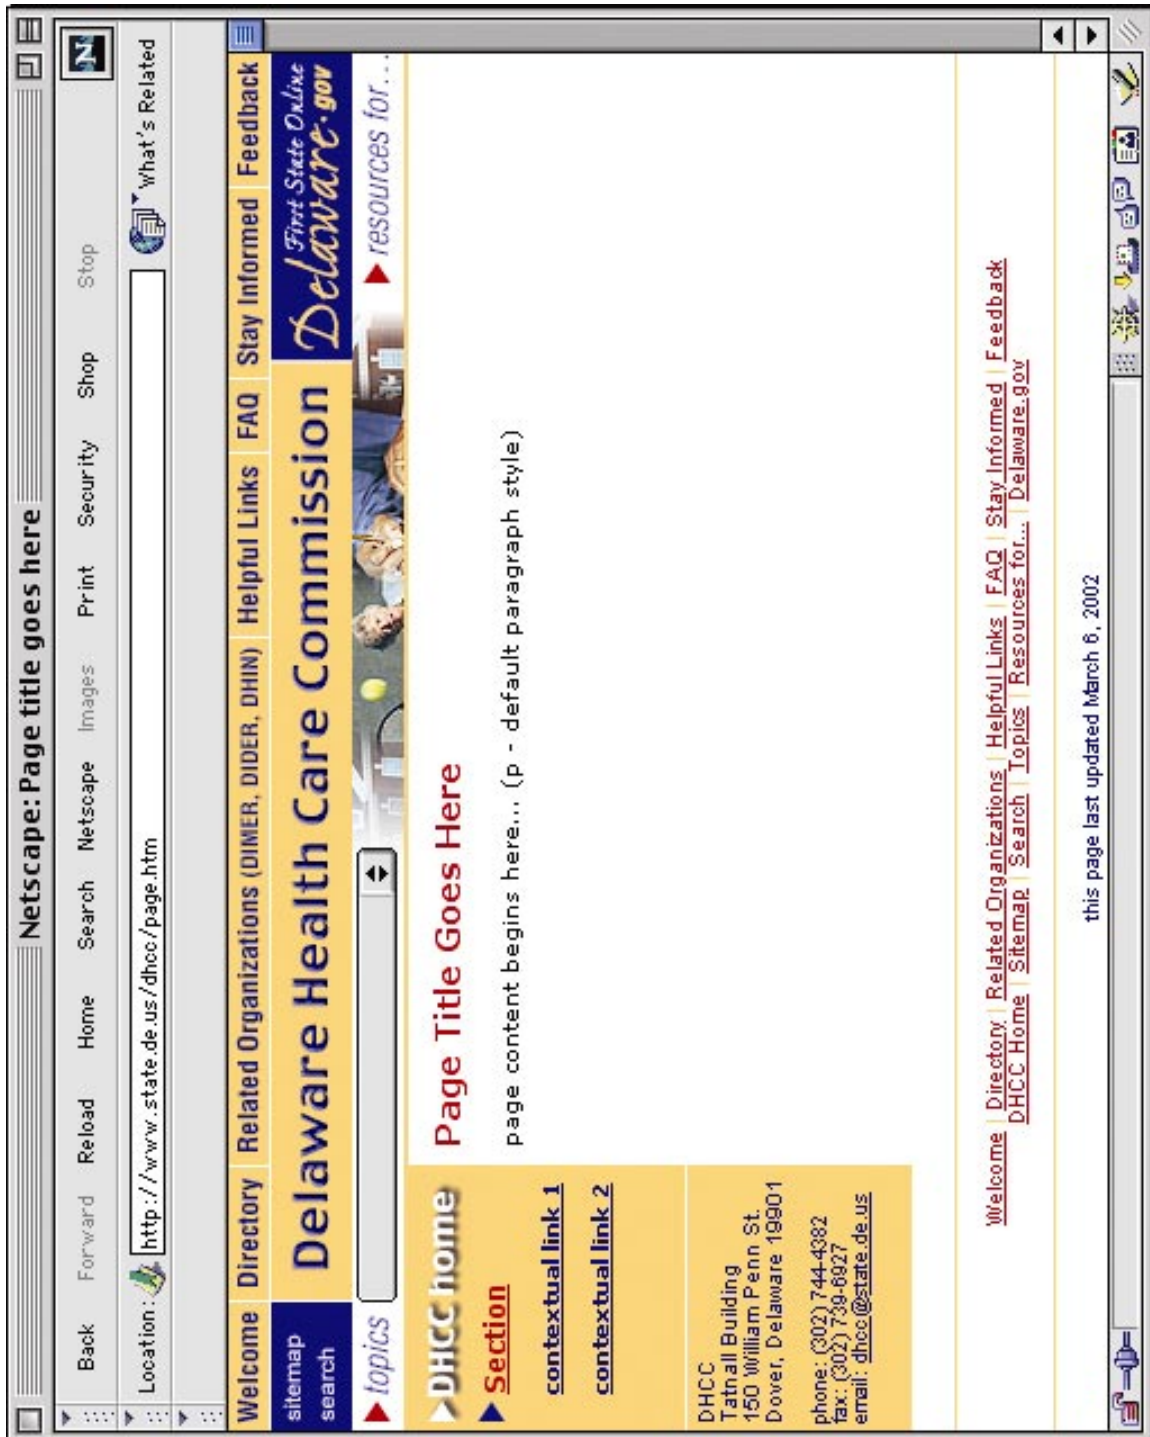 Netscape: Page title goes here
Back Forward Reload Home Search Netscape Images Print Security Shop Stop
Location: http://www.state.de.us/dhcc/page.htm What's Related
N
Welcome Directory Related Organizations (DIMER, DIDER, DHIN) Helpful Links FAQ Stay Informed Feedback
sitemap
search
Delaware Health Care Commission
First State Online
Delaware.gov
topics
resources for...
DHCC home
Section
contextual link 1
contextual link 2
DHCC
Tatnall Building
150 William Penn St.
Dover, Delaware 19901
phone: (302) 744-4382
fax: (302) 739-6927
email: dhcc@state.de.us
Page Title Goes Here
page content begins here... (p - default paragraph style)
Welcome | Directory | Related Organizations | Helpful Links | FAQ | Stay Informed | Feedback
DHCC Home | Sitemap | Search | Topics | Resources for... | Delaware.gov
this page last updated March 6, 2002